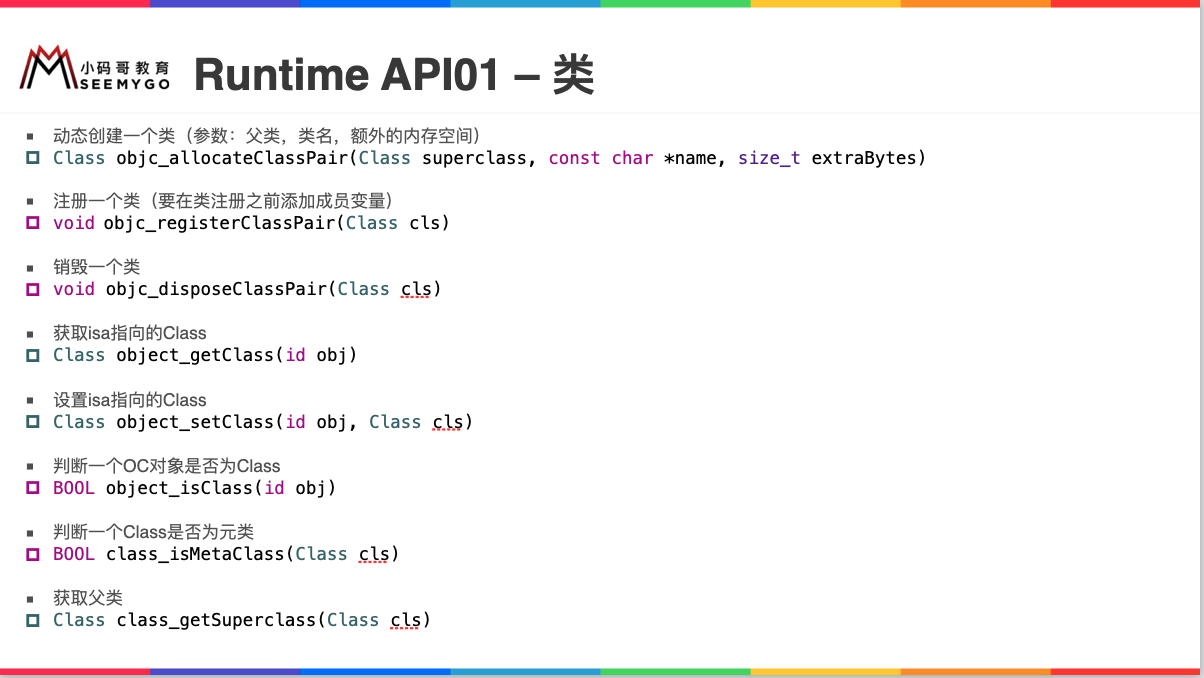 小码哥教育
SEEMYGO
Runtime API01 – 类
动态创建一个类（参数：父类，类名，额外的内存空间）
Class objc_allocateClassPair(Class superclass, const char *name, size_t extraBytes)
注册一个类（要在类注册之前添加成员变量）
void objc_registerClassPair(Class cls)
销毁一个类
void objc_disposeClassPair(Class cls)
获取isa指向的Class
Class object_getClass(id obj)
设置isa指向的Class
Class object_setClass(id obj, Class cls)
判断一个OC对象是否为Class
BOOL object_isClass(id obj)
判断一个Class是否为元类
BOOL class_isMetaClass(Class cls)
获取父类
Class class_getSuperclass(Class cls)